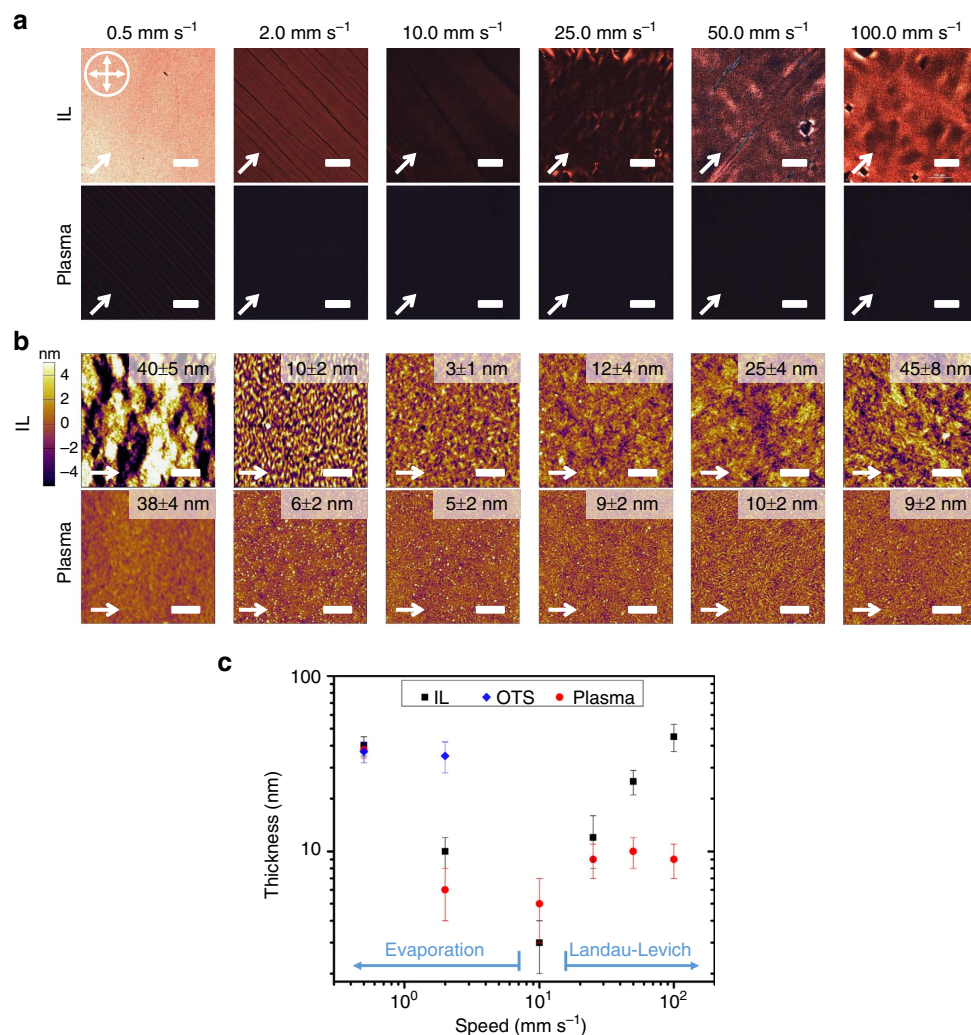 a
0.5 mm s⁻¹ 2.0 mm s⁻¹ 10.0 mm s⁻¹ 25.0 mm s⁻¹ 50.0 mm s⁻¹ 100.0 mm s⁻¹
IL
Plasma
b
nm
4
2
0
−2
−4
IL
40±5 nm 10±2 nm 3±1 nm 12±4 nm 25±4 nm 45±8 nm
Plasma
38±4 nm 6±2 nm 5±2 nm 9±2 nm 10±2 nm 9±2 nm
c
100
IL OTS Plasma
Thickness (nm)
10
Evaporation Landau-Levich
10⁰ 10¹ 10²
Speed (mm s⁻¹)